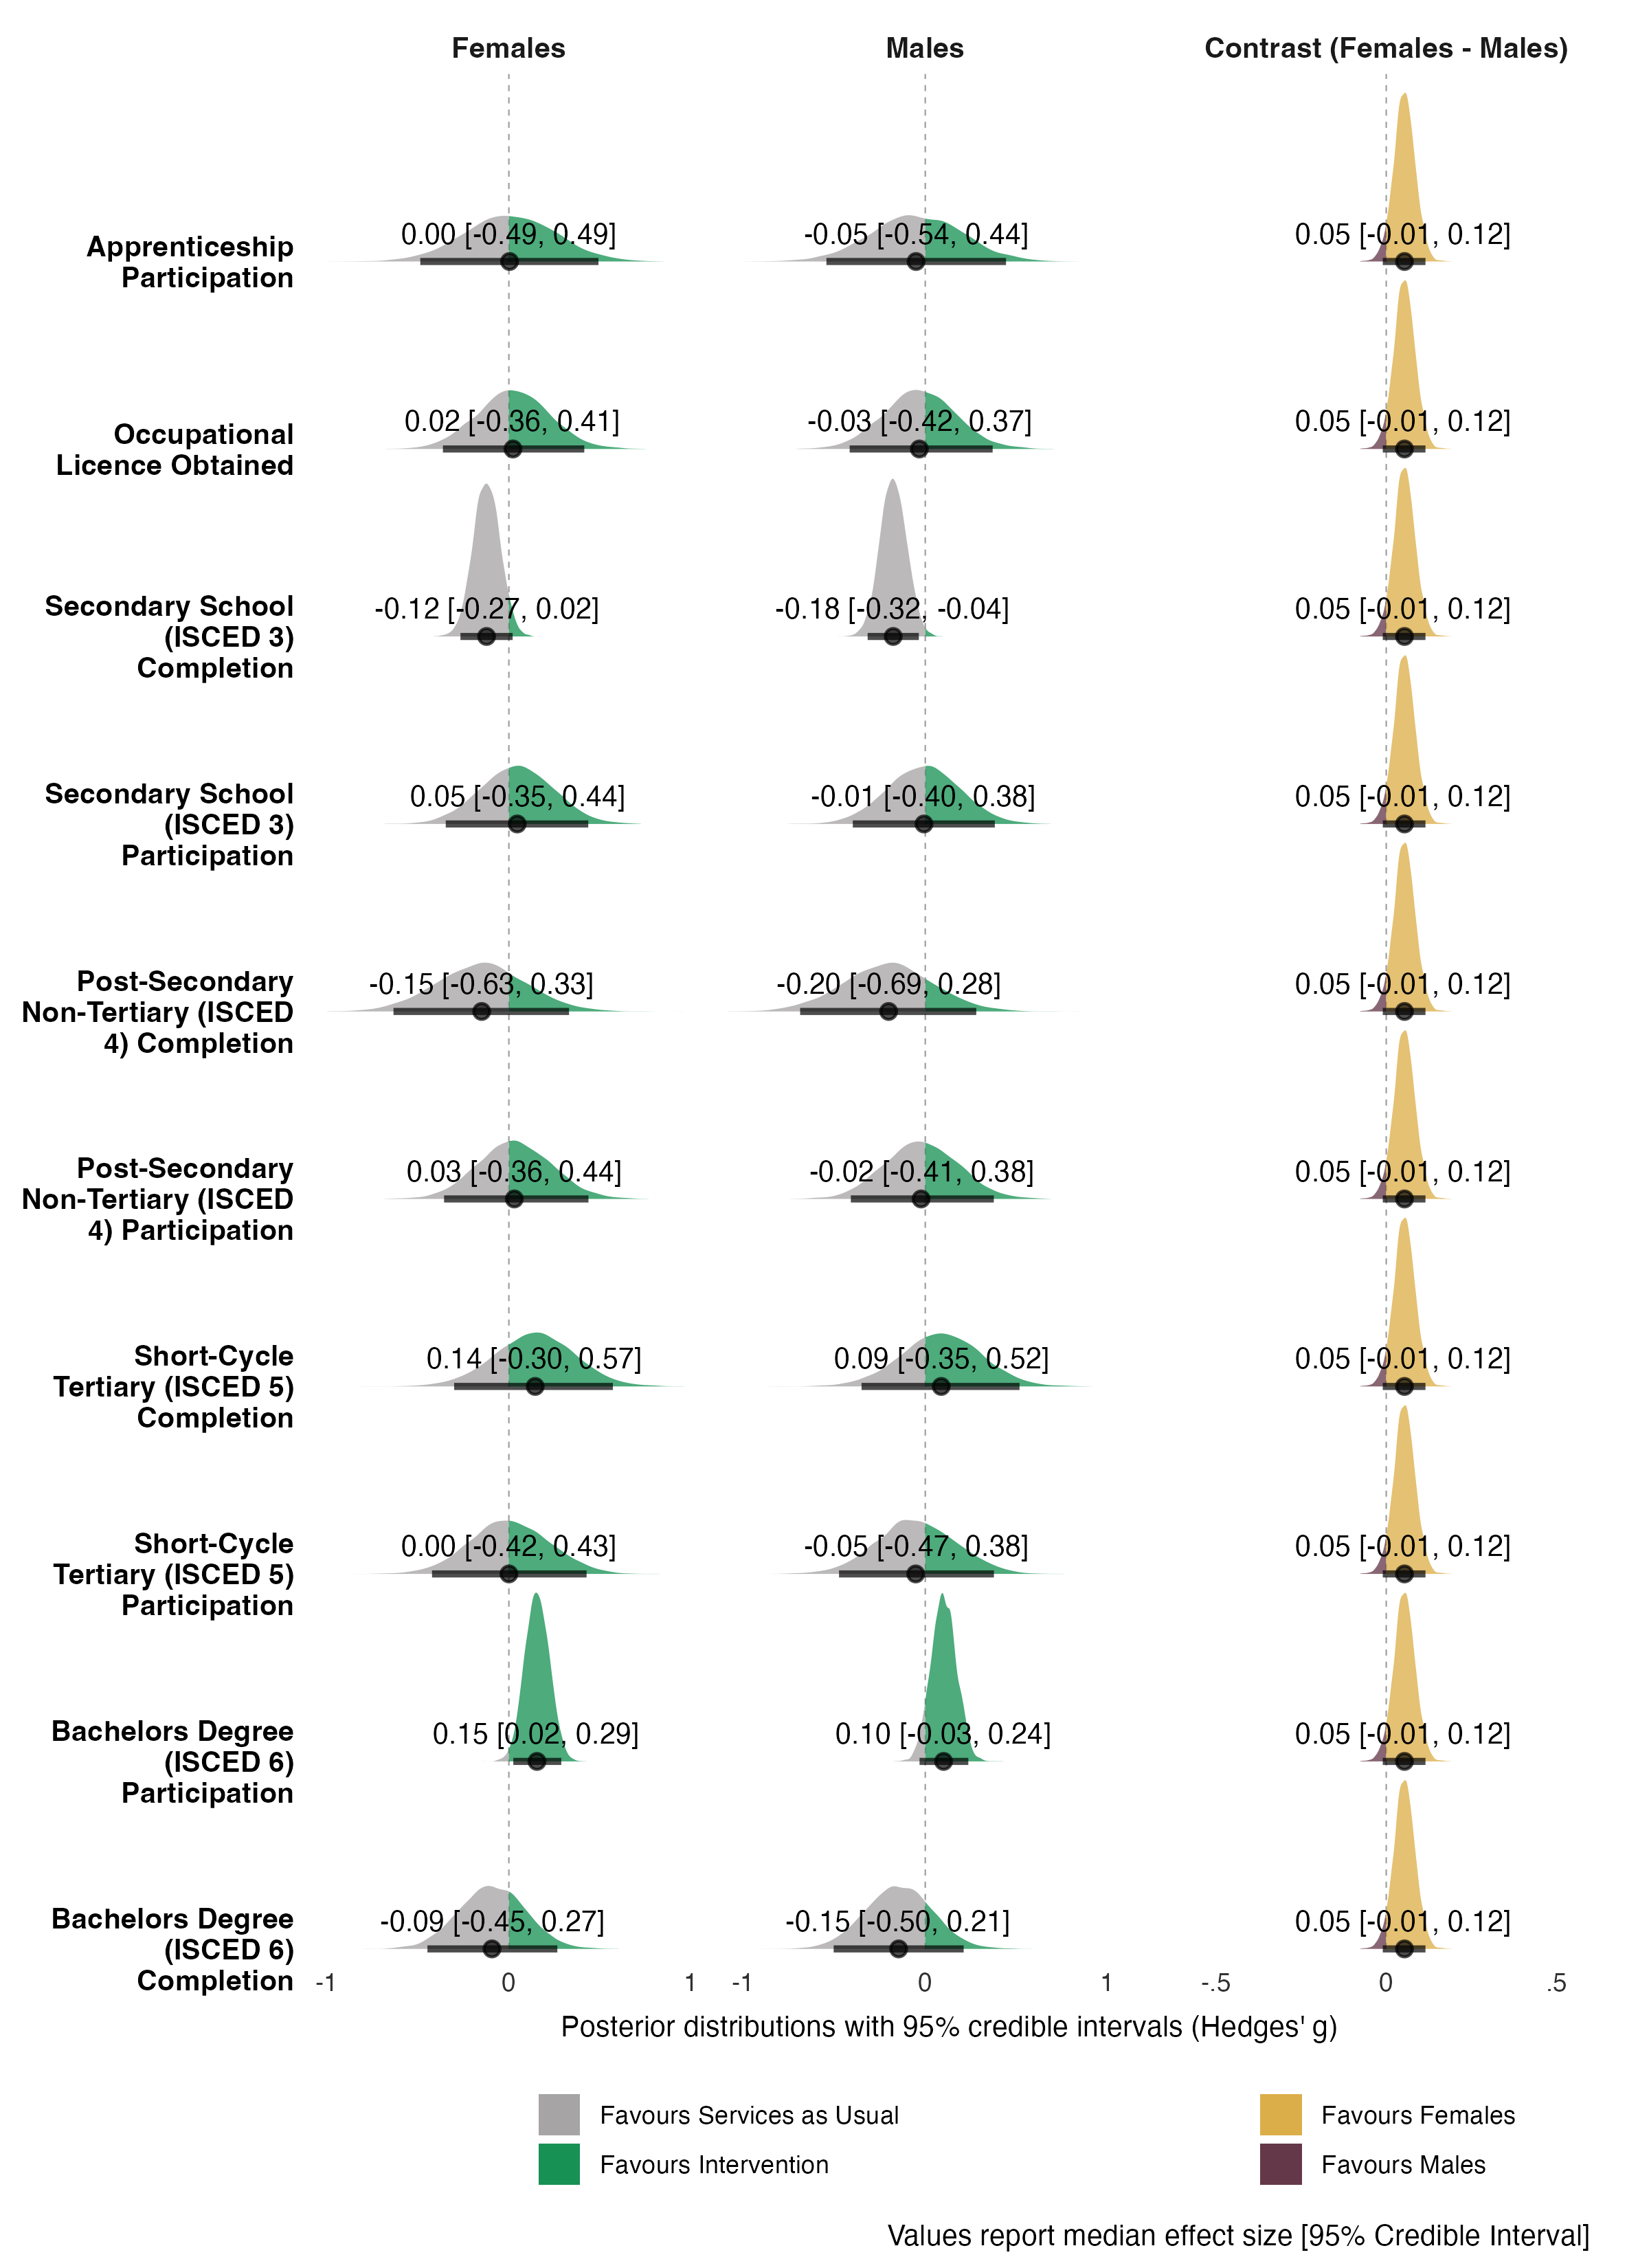 Females Males Contrast (Females - Males)
Apprenticeship
Participation
0.00 [-0.49, 0.49] -0.05 [-0.54, 0.44] 0.05 [-0.01, 0.12]
Occupational
Licence Obtained
0.02 [-0.36, 0.41] -0.03 [-0.42, 0.37] 0.05 [-0.01, 0.12]
Secondary School
(ISCED 3)
Completion
-0.12 [-0.27, 0.02] -0.18 [-0.32, -0.04] 0.05 [-0.01, 0.12]
Secondary School
(ISCED 3)
Participation
0.05 [-0.35, 0.44] -0.01 [-0.40, 0.38] 0.05 [-0.01, 0.12]
Post-Secondary
Non-Tertiary (ISCED
4) Completion
-0.15 [-0.63, 0.33] -0.20 [-0.69, 0.28] 0.05 [-0.01, 0.12]
Post-Secondary
Non-Tertiary (ISCED
4) Participation
0.03 [-0.36, 0.44] -0.02 [-0.41, 0.38] 0.05 [-0.01, 0.12]
Short-Cycle
Tertiary (ISCED 5)
Completion
0.14 [-0.30, 0.57] 0.09 [-0.35, 0.52] 0.05 [-0.01, 0.12]
Short-Cycle
Tertiary (ISCED 5)
Participation
0.00 [-0.42, 0.43] -0.05 [-0.47, 0.38] 0.05 [-0.01, 0.12]
Bachelors Degree
(ISCED 6)
Participation
0.15 [0.02, 0.29] 0.10 [-0.03, 0.24] 0.05 [-0.01, 0.12]
Bachelors Degree
(ISCED 6)
Completion
-0.09 [-0.45, 0.27] -0.15 [-0.50, 0.21] 0.05 [-0.01, 0.12]
-1 0 1 -1 0 1 -.5 0 .5
Posterior distributions with 95% credible intervals (Hedges' g)
Favours Services as Usual
Favours Intervention
Favours Females
Favours Males
Values report median effect size [95% Credible Interval]